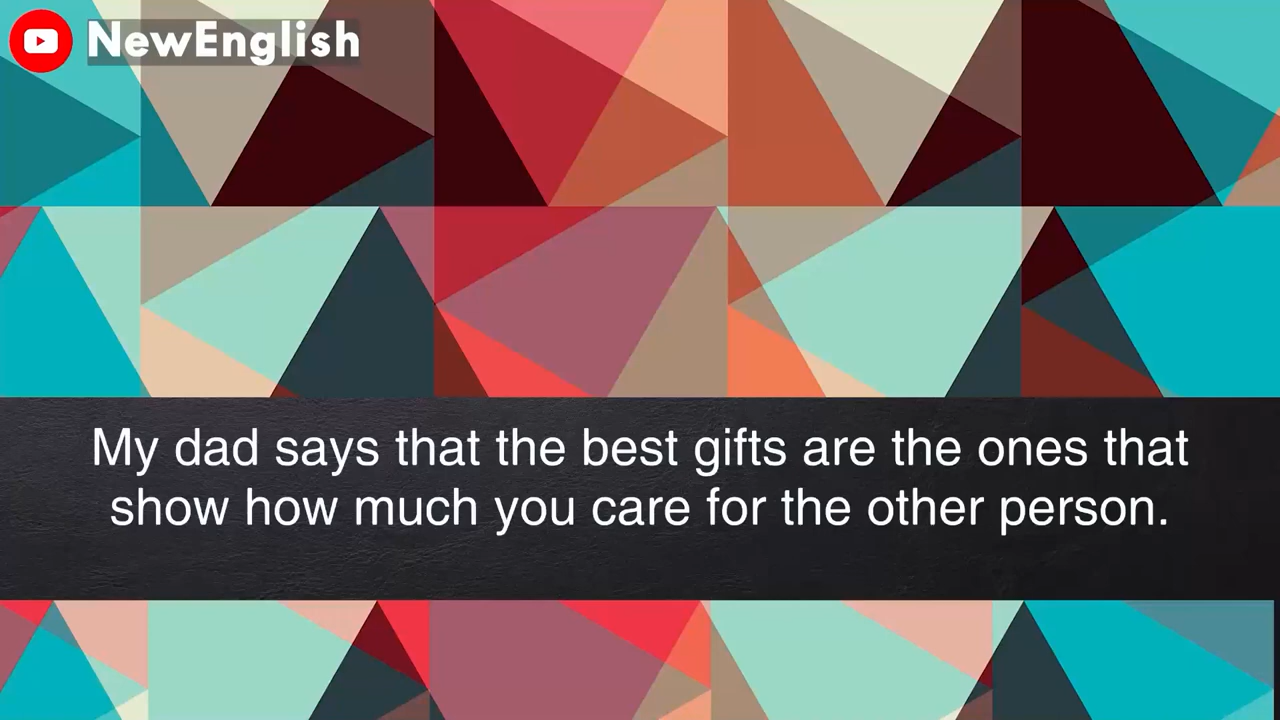 NewEnglish
My dad says that the best gifts are the ones that
show how much you care for the other person.